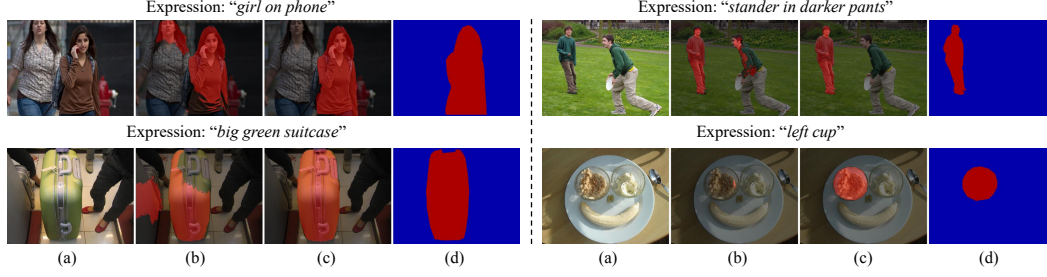 Expression: “girl on phone”
Expression: “stander in darker pants”
Expression: “big green suitcase”
Expression: “left cup”
(a) (b) (c) (d) (a) (b) (c) (d)